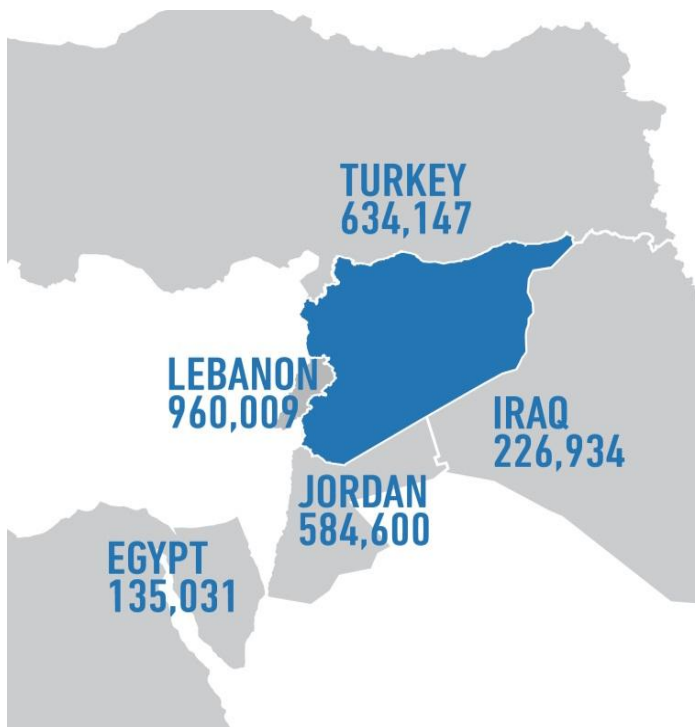 TURKEY
634,147
LEBANON
960,009
IRAQ
226,934
JORDAN
584,600
EGYPT
135,031